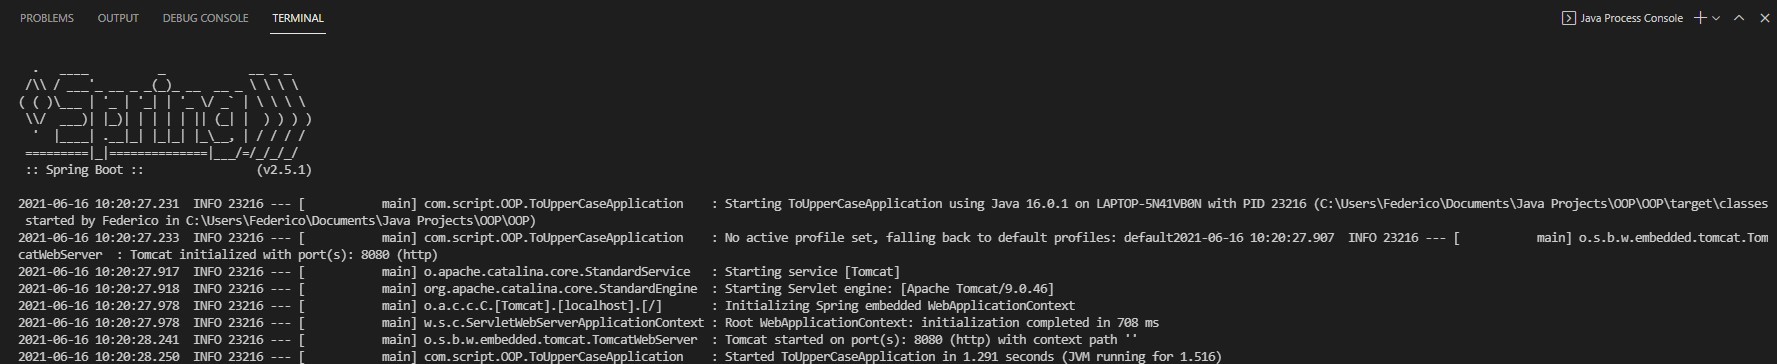 PROBLEMS OUTPUT DEBUG CONSOLE TERMINAL Java Process Console
  .   ____          _            __ _ _
 /\\ / ___'_ __ _ _(_)_ __  __ _ \ \ \ \
( ( )\___ | '_ | '_| | '_ \/ _` | \ \ \ \
 \\/  ___)| |_)| | | | | || (_| |  ) ) ) )
  '  |____| .__|_| |_|_| |_\__, | / / / /
 =========|_|==============|___/=/_/_/_/
 :: Spring Boot ::                (v2.5.1)
2021-06-16 10:20:27.231  INFO 23216 --- [           main] com.script.OOP.ToUpperCaseApplication    : Starting ToUpperCaseApplication using Java 16.0.1 on LAPTOP-5N41VB0N with PID 23216 (C:\Users\Federico\Documents\Java Projects\OOP\OOP\target\classes
 started by Federico in C:\Users\Federico\Documents\Java Projects\OOP\OOP)
2021-06-16 10:20:27.233  INFO 23216 --- [           main] com.script.OOP.ToUpperCaseApplication    : No active profile set, falling back to default profiles: default2021-06-16 10:20:27.907  INFO 23216 --- [           main] o.s.b.w.embedded.tomcat.Tom
catWebServer  : Tomcat initialized with port(s): 8080 (http)
2021-06-16 10:20:27.917  INFO 23216 --- [           main] o.apache.catalina.core.StandardService   : Starting service [Tomcat]
2021-06-16 10:20:27.918  INFO 23216 --- [           main] org.apache.catalina.core.StandardEngine  : Starting Servlet engine: [Apache Tomcat/9.0.46]
2021-06-16 10:20:27.978  INFO 23216 --- [           main] o.a.c.c.C.[Tomcat].[localhost].[/]       : Initializing Spring embedded WebApplicationContext
2021-06-16 10:20:27.978  INFO 23216 --- [           main] w.s.c.ServletWebServerApplicationContext : Root WebApplicationContext: initialization completed in 708 ms
2021-06-16 10:20:28.241  INFO 23216 --- [           main] o.s.b.w.embedded.tomcat.TomcatWebServer  : Tomcat started on port(s): 8080 (http) with context path ''
2021-06-16 10:20:28.250  INFO 23216 --- [           main] com.script.OOP.ToUpperCaseApplication    : Started ToUpperCaseApplication in 1.291 seconds (JVM running for 1.516)